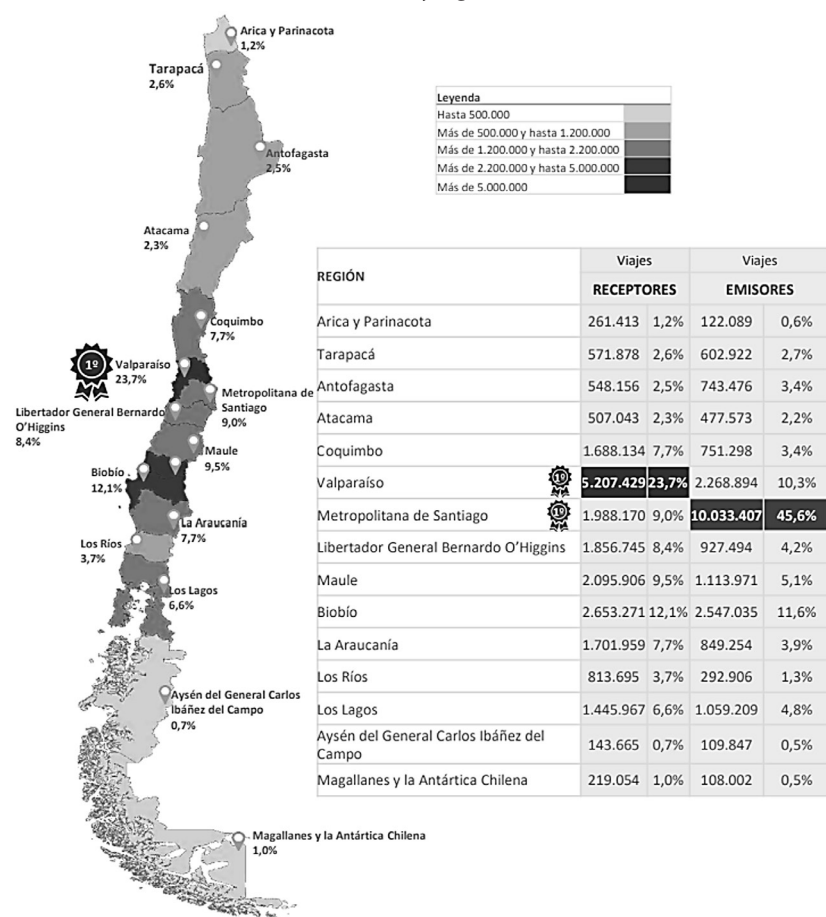 Arica y Parinacota
1,2%
Tarapacá
2,6%
Antofagasta
2,5%
Atacama
2,3%
Coquimbo
7,7%
1º
Valparaíso
23,7%
Metropolitana de
Santiago
9,0%
Libertador General Bernardo
O’Higgins
8,4%
Maule
9,5%
Biobío
12,1%
La Araucanía
7,7%
Los Ríos
3,7%
Los Lagos
6,6%
Aysén del General Carlos
Ibáñez del Campo
0,7%
Magallanes y la Antártica Chilena
1,0%
Leyenda
Hasta 500.000
Más de 500.000 y hasta 1.200.000
Más de 1.200.000 y hasta 2.200.000
Más de 2.200.000 y hasta 5.000.000
Más de 5.000.000
REGIÓN Viajes Viajes
RECEPTORES EMISORES
Arica y Parinacota 261.413 1,2% 122.089 0,6%
Tarapacá 571.878 2,6% 602.922 2,7%
Antofagasta 548.156 2,5% 743.476 3,4%
Atacama 507.043 2,3% 477.573 2,2%
Coquimbo 1.688.134 7,7% 751.298 3,4%
Valparaíso 1º 5.207.429 23,7% 2.268.894 10,3%
Metropolitana de Santiago 1º 1.988.170 9,0% 10.033.407 45,6%
Libertador General Bernardo O’Higgins 1.856.745 8,4% 927.494 4,2%
Maule 2.095.906 9,5% 1.113.971 5,1%
Biobío 2.653.271 12,1% 2.547.035 11,6%
La Araucanía 1.701.959 7,7% 849.254 3,9%
Los Ríos 813.695 3,7% 292.906 1,3%
Los Lagos 1.445.967 6,6% 1.059.209 4,8%
Aysén del General Carlos Ibáñez del
Campo 143.665 0,7% 109.847 0,5%
Magallanes y la Antártica Chilena 219.054 1,0% 108.002 0,5%